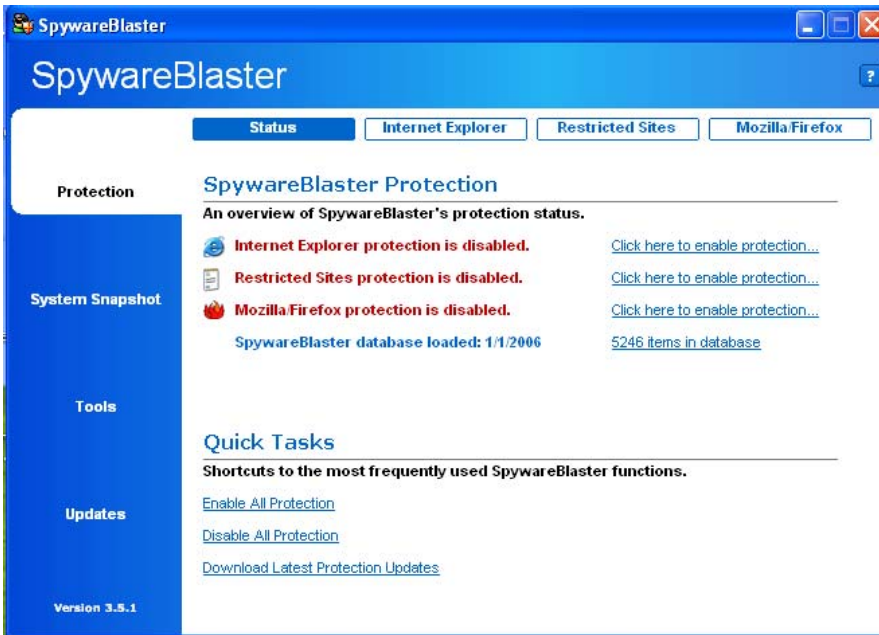 SpywareBlaster
SpywareBlaster
?
Status Internet Explorer Restricted Sites Mozilla/Firefox
Protection
System Snapshot
Tools
Updates
Version 3.5.1
SpywareBlaster Protection
An overview of SpywareBlaster's protection status.
Internet Explorer protection is disabled. Click here to enable protection...
Restricted Sites protection is disabled. Click here to enable protection...
Mozilla/Firefox protection is disabled. Click here to enable protection...
SpywareBlaster database loaded: 1/1/2006 5246 items in database
Quick Tasks
Shortcuts to the most frequently used SpywareBlaster functions.
Enable All Protection
Disable All Protection
Download Latest Protection Updates